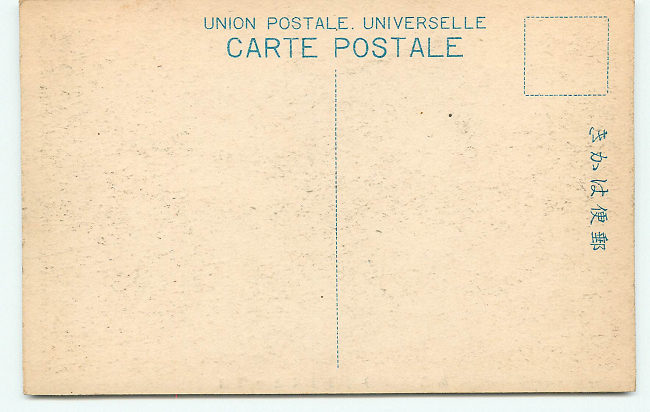 UNION POSTALE. UNIVERSELLE
CARTE POSTALE
郵便はかき